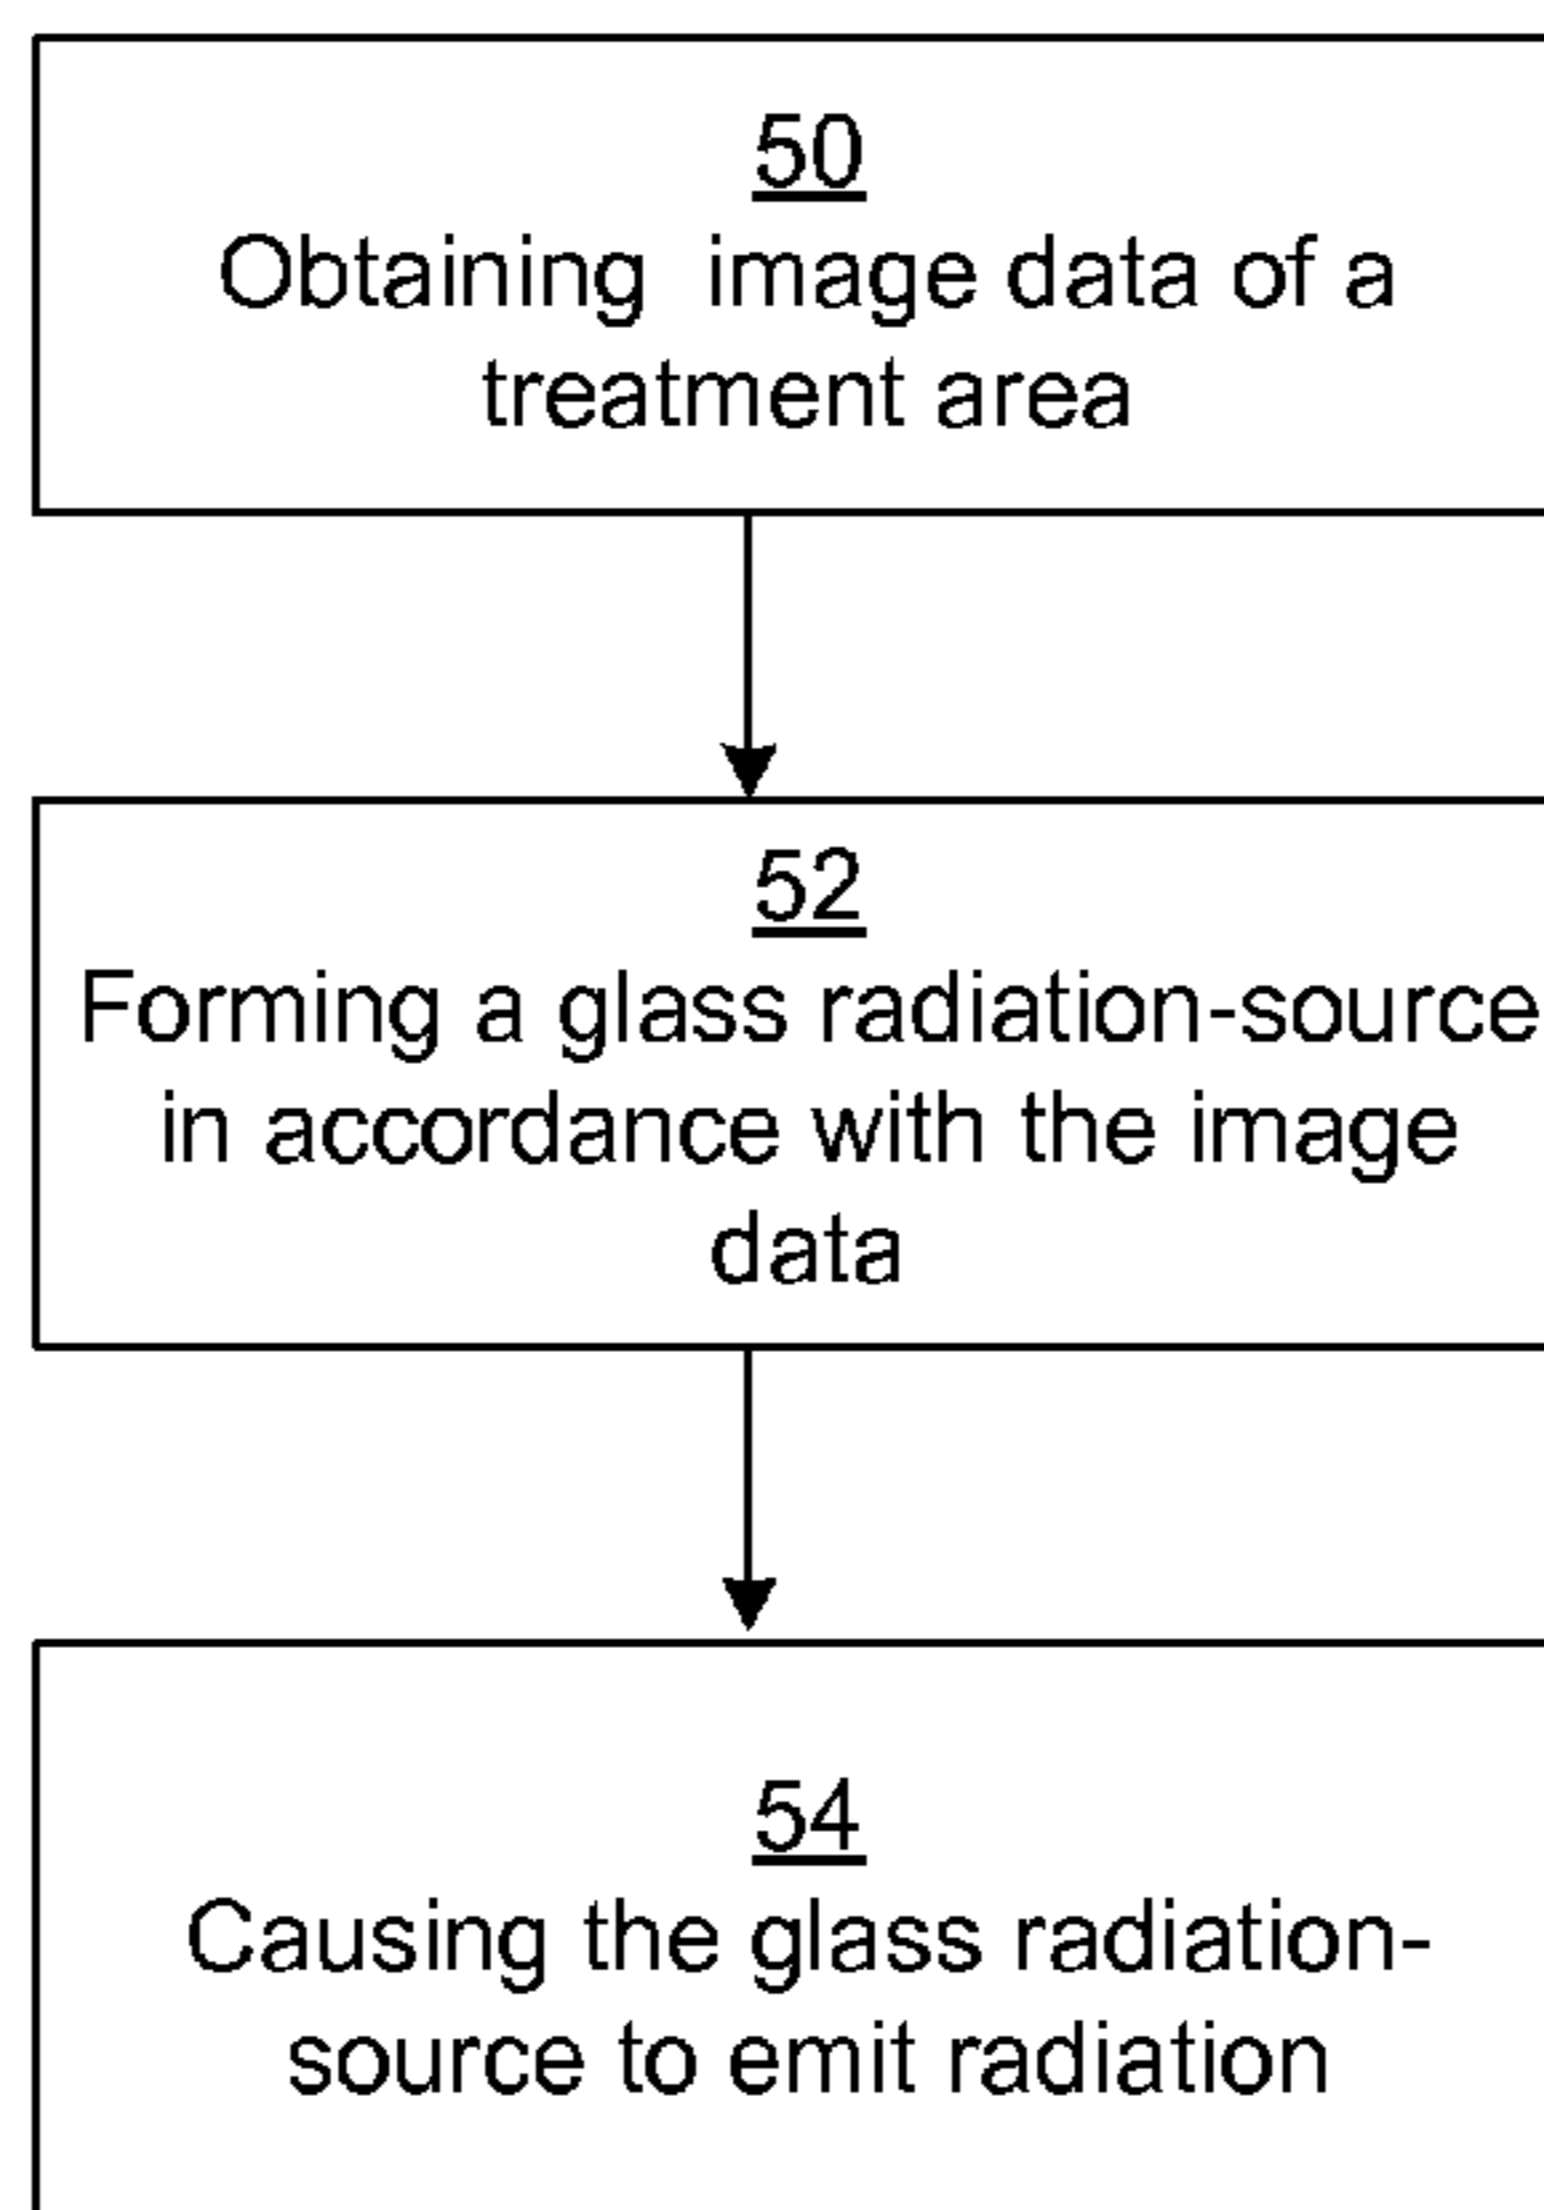 50
Obtaining image data of a
treatment area
52
Forming a glass radiation-source
in accordance with the image
data
54
Causing the glass radiation-
source to emit radiation